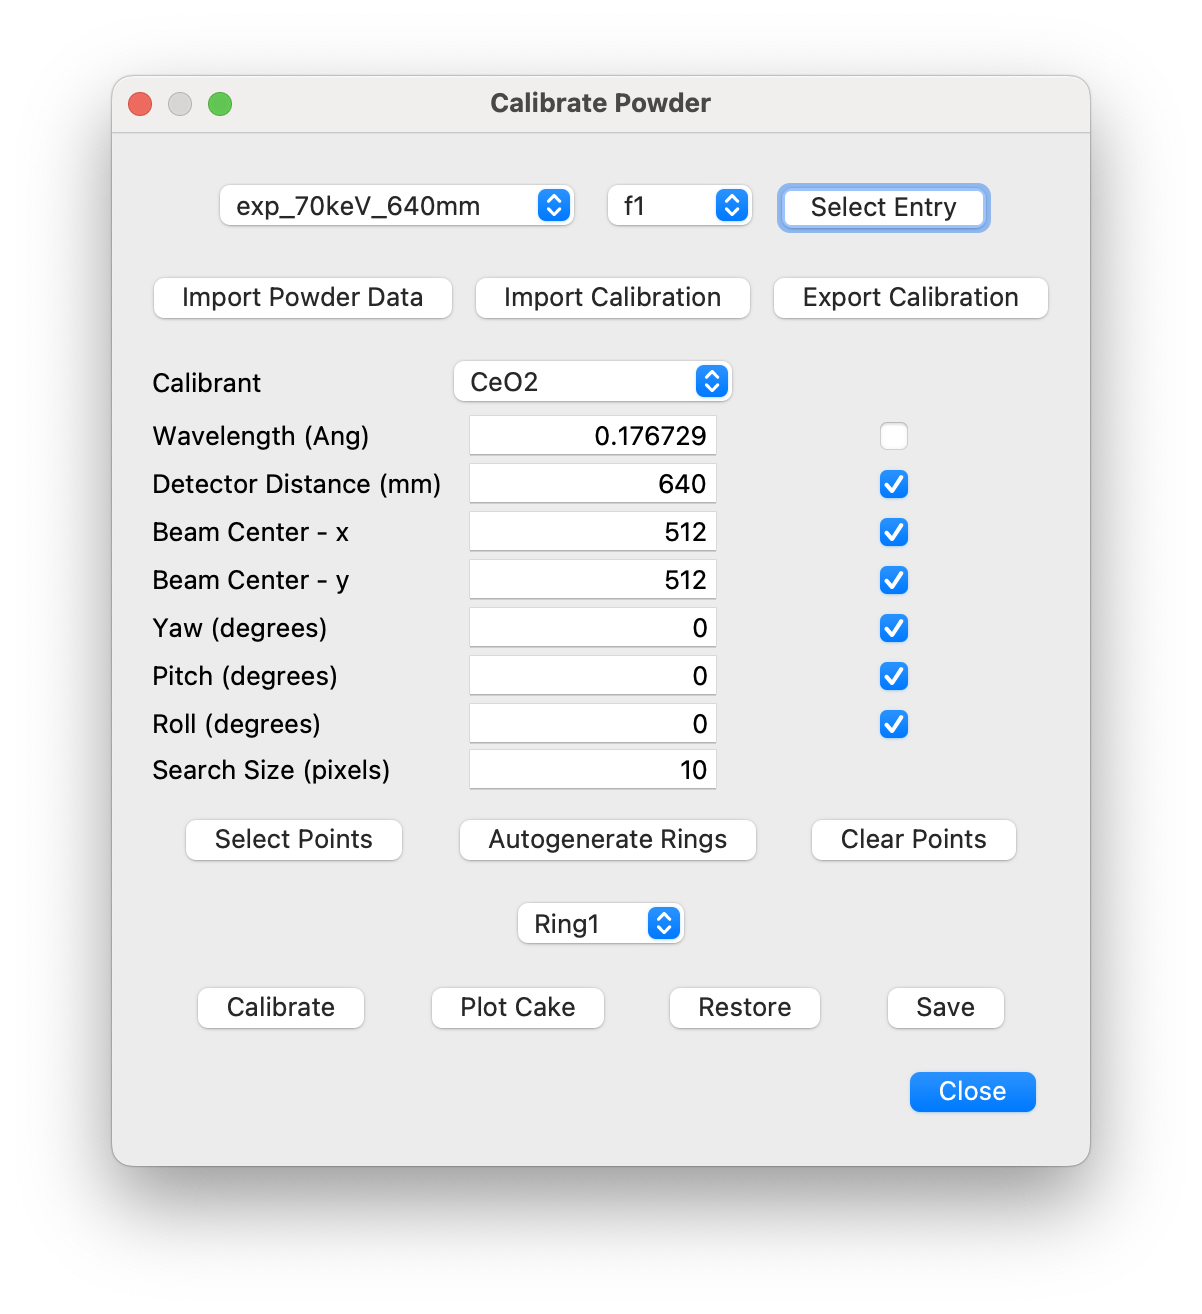 Calibrate Powder
exp_70keV_640mm f1 Select Entry
Import Powder Data Import Calibration Export Calibration
Calibrant CeO2
Wavelength (Ang) 0.176729
Detector Distance (mm) 640
Beam Center - x 512
Beam Center - y 512
Yaw (degrees) 0
Pitch (degrees) 0
Roll (degrees) 0
Search Size (pixels) 10
Select Points Autogenerate Rings Clear Points
Ring1
Calibrate Plot Cake Restore Save
Close